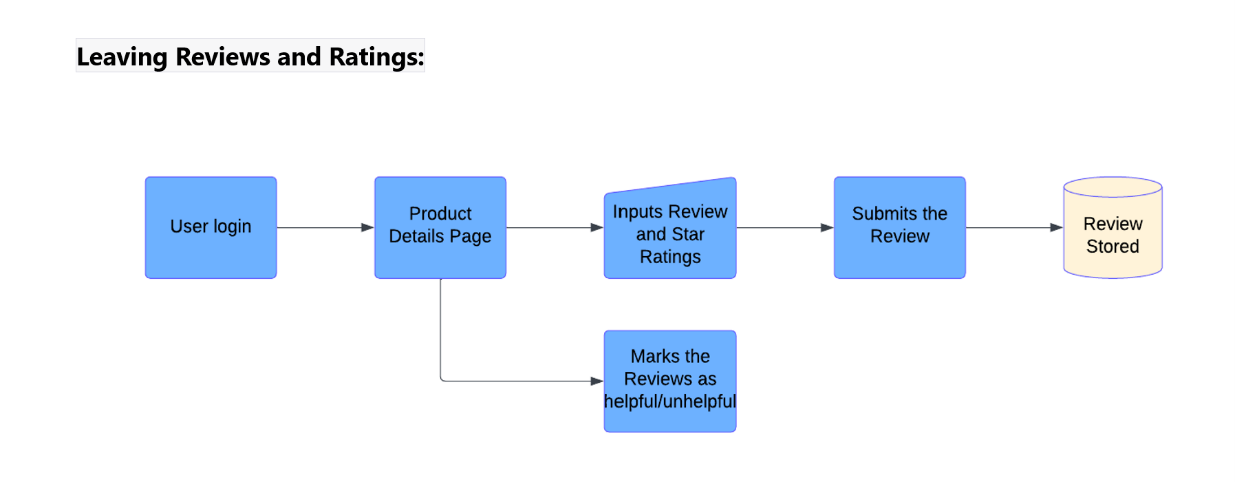 Leaving Reviews and Ratings:
User login
Product
Details Page
Inputs Review
and Star
Ratings
Submits the
Review
Review
Stored
Marks the
Reviews as
helpful/unhelpful